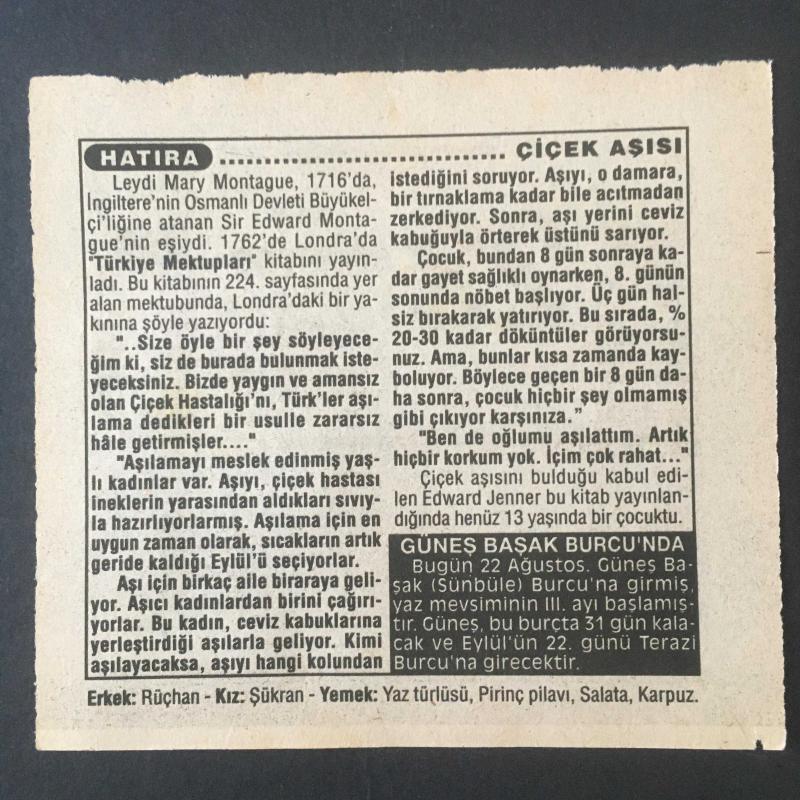 HATIRA .................................. ÇİÇEK AŞISI
Leydi Mary Montague, 1716'da,
İngiltere'nin Osmanlı Devleti Büyükel-
çi'liğine atanan Sir Edward Monta-
gue'nin eşiydi. 1762'de Londra'da
"Türkiye Mektupları" kitabını yayın-
ladı. Bu kitabının 224. sayfasında yer
alan mektubunda, Londra'daki bir ya-
kınına şöyle yazıyordu:
"..Size öyle bir şey söyleyece-
ğim ki, siz de burada bulunmak iste-
yeceksiniz. Bizde yaygın ve amansız
olan Çiçek Hastalığı'nı, Türk'ler aşı-
lama dedikleri bir usulle zararsız
hâle getirmişler...."
"Aşılamayı meslek edinmiş yaş-
lı kadınlar var. Aşıyı, çiçek hastası
ineklerin yarasından aldıkları sıvıy-
la hazırlıyorlarmış. Aşılama için en
uygun zaman olarak, sıcakların artık
geride kaldığı Eylül'ü seçiyorlar.
Aşı için birkaç aile biraraya geli-
yor. Aşıcı kadınlardan birini çağırı-
yorlar. Bu kadın, ceviz kabuklarına
yerleştirdiği aşılarla geliyor. Kimi
aşılayacaksa, aşıyı hangi kolundan
istediğini soruyor. Aşıyı, o damara,
bir tırnaklama kadar bile acıtmadan
zerkediyor. Sonra, aşı yerini ceviz
kabuğuyla örterek üstünü sarıyor.
Çocuk, bundan 8 gün sonraya ka-
dar gayet sağlıklı oynarken, 8. günün
sonunda nöbet başlıyor. Üç gün hal-
siz bırakarak yatırıyor. Bu sırada, %
20-30 kadar döküntüler görüyorsu-
nuz. Ama, bunlar kısa zamanda kay-
boluyor. Böylece geçen bir 8 gün da-
ha sonra, çocuk hiçbir şey olmamış
gibi çıkıyor karşınıza."
"Ben de oğlumu aşılattım. Artık
hiçbir korkum yok. İçim çok rahat..."
Çiçek aşısını bulduğu kabul edi-
len Edward Jenner bu kitab yayınlan-
dığında henüz 13 yaşında bir çocuktu.
GÜNEŞ BAŞAK BURCU'NDA
Bugün 22 Ağustos. Güneş Ba-
şak (Sünbüle) Burcu'na girmiş,
yaz mevsiminin III. ayı başlamış-
tır. Güneş, bu burçta 31 gün kala-
cak ve Eylül'ün 22. günü Terazi
Burcu'na girecektir.
Erkek: Rüçhan - Kız: Şükran - Yemek: Yaz türlüsü, Pirinç pilavı, Salata, Karpuz.